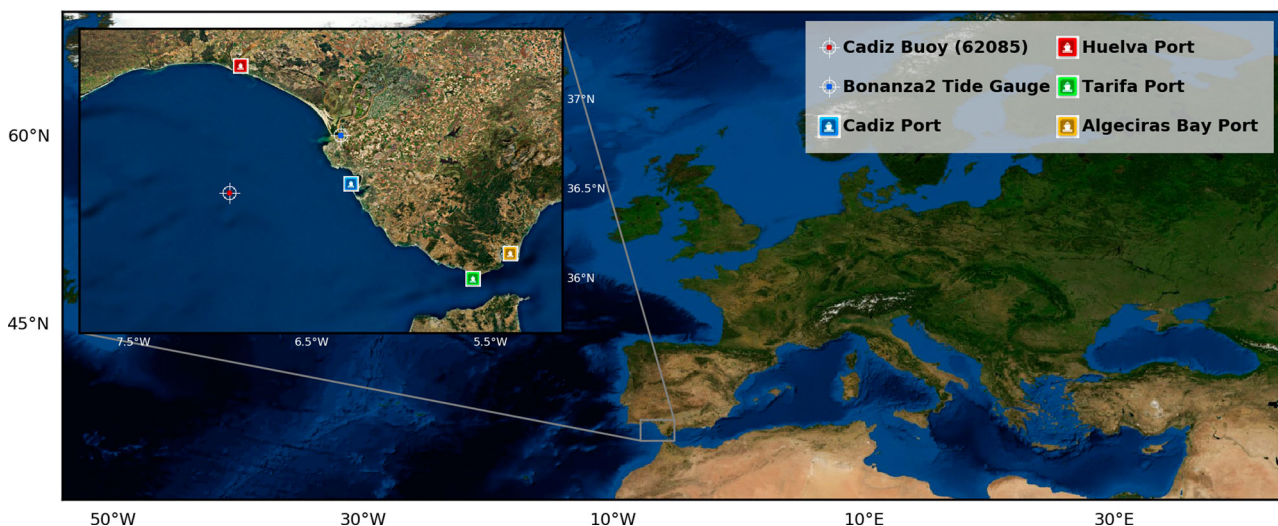 Cadiz Buoy (62085)
Bonanza2 Tide Gauge
Cadiz Port
Huelva Port
Tarifa Port
Algeciras Bay Port
37°N
36.5°N
36°N
7.5°W
6.5°W
5.5°W
60°N
45°N
50°W
30°W
10°W
10°E
30°E